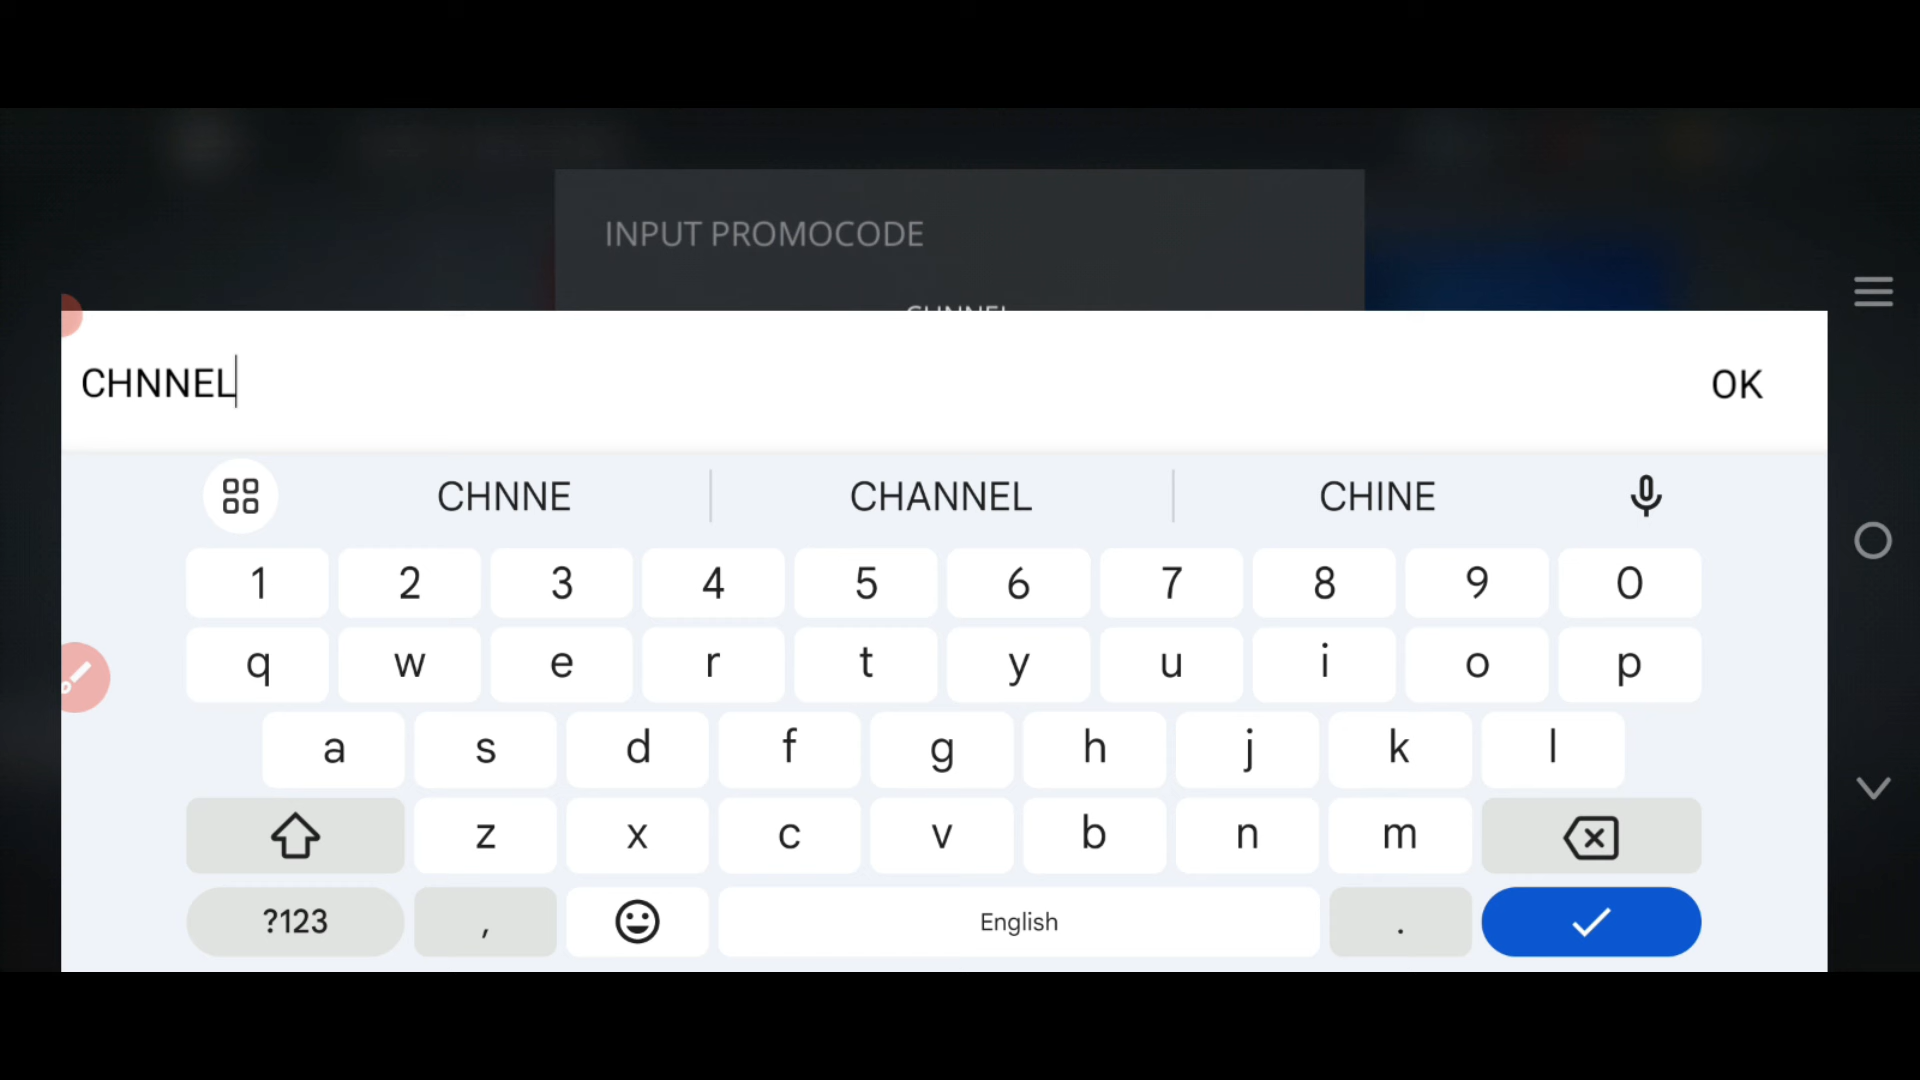 INPUT PROMOCODE
CHNNEL
CHNNEL OK
CHNNE CHANNEL CHINE
1 2 3 4 5 6 7 8 9 0
q w e r t y u i o p
a s d f g h j k l
z x c v b n m
?123 , English .